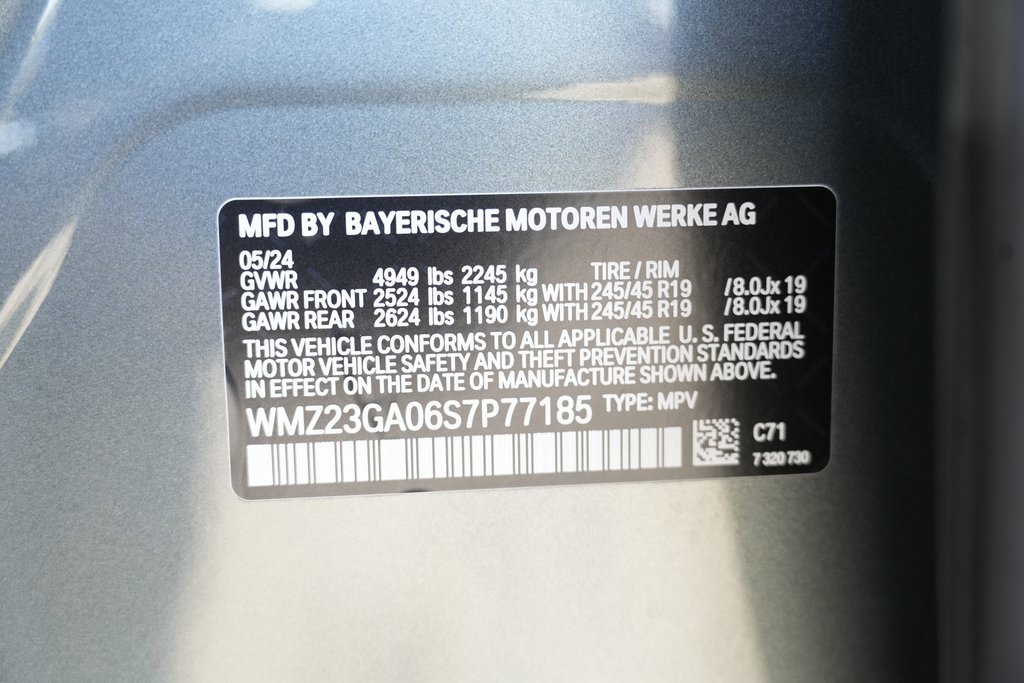 MFD BY BAYERISCHE MOTOREN WERKE AG
05/24
GVWR 4949 lbs 2245 kg TIRE / RIM
GAWR FRONT 2524 lbs 1145 kg WITH 245/45 R19 /8.0Jx 19
GAWR REAR 2624 lbs 1190 kg WITH 245/45 R19 /8.0Jx 19
THIS VEHICLE CONFORMS TO ALL APPLICABLE U.S. FEDERAL
MOTOR VEHICLE SAFETY AND THEFT PREVENTION STANDARDS
IN EFFECT ON THE DATE OF MANUFACTURE SHOWN ABOVE.
WMZ23GA06S7P77185 TYPE: MPV
C71
7 320 730